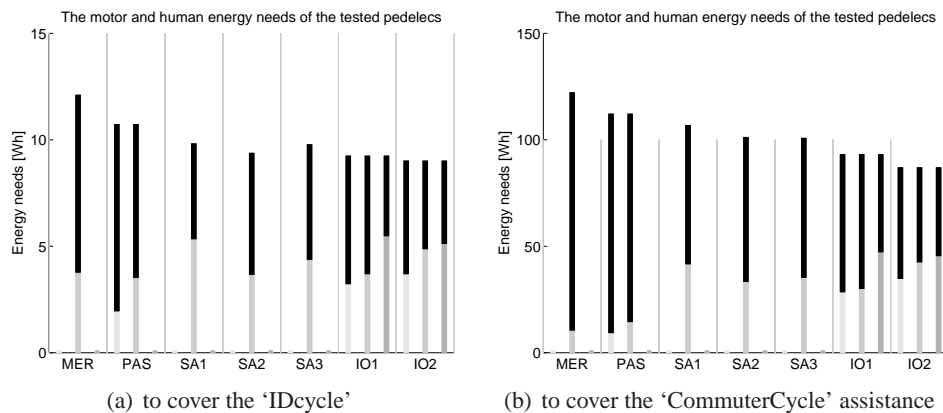 The motor and human energy needs of the tested pedelecs
15
10
5
0
Energy needs [Wh]
MER PAS SA1 SA2 SA3 IO1 IO2
(a) to cover the ‘IDcycle’
The motor and human energy needs of the tested pedelecs
150
100
50
0
Energy needs [Wh]
MER PAS SA1 SA2 SA3 IO1 IO2
(b) to cover the ‘CommuterCycle’ assistance